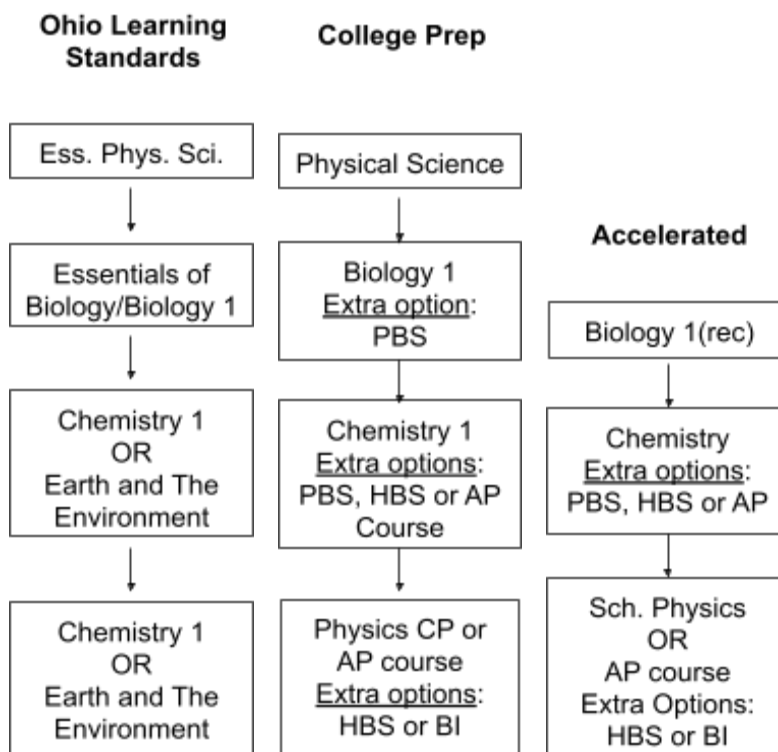 Ohio Learning
Standards
Ess. Phys. Sci.
Essentials of
Biology/Biology 1
Chemistry 1
OR
Earth and The
Environment
Chemistry 1
OR
Earth and The
Environment
College Prep
Physical Science
Biology 1
Extra option:
PBS
Chemistry 1
Extra options:
PBS, HBS or AP
Course
Physics CP or
AP course
Extra options:
HBS or BI
Accelerated
Biology 1(rec)
Chemistry
Extra options:
PBS, HBS or AP
Sch. Physics
OR
AP course
Extra Options:
HBS or BI